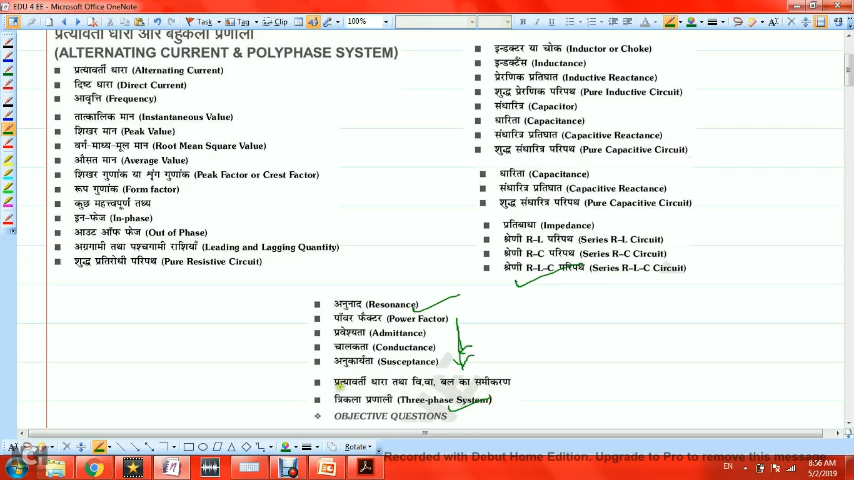 EDU 4 EE - Microsoft OneNote
Task Tag Clip 100%
प्रत्यावर्ती धारा और बहुकला प्रणाली
(ALTERNATING CURRENT & POLYPHASE SYSTEM)
प्रत्यावर्ती धारा (Alternating Current)
दिष्ट धारा (Direct Current)
आवृत्ति (Frequency)
तात्कालिक मान (Instantaneous Value)
शिखर मान (Peak Value)
वर्ग-माध्य-मूल मान (Root Mean Square Value)
औसत मान (Average Value)
शिखर गुणांक या श्रृंग गुणांक (Peak Factor or Crest Factor)
रूप गुणांक (Form factor)
कुछ महत्त्वपूर्ण तथ्य
इन-फेज (In-phase)
आउट ऑफ फेज (Out of Phase)
अग्रगामी तथा पश्चगामी राशियाँ (Leading and Lagging Quantity)
शुद्ध प्रतिरोधी परिपथ (Pure Resistive Circuit)
इन्डक्टर या चोक (Inductor or Choke)
इन्डक्टैंस (Inductance)
प्रेरणिक प्रतिघात (Inductive Reactance)
शुद्ध प्रेरणिक परिपथ (Pure Inductive Circuit)
संधारित्र (Capacitor)
धारिता (Capacitance)
संधारित्र प्रतिघात (Capacitive Reactance)
शुद्ध संधारित्र परिपथ (Pure Capacitive Circuit)
धारिता (Capacitance)
संधारित्र प्रतिघात (Capacitive Reactance)
शुद्ध संधारित्र परिपथ (Pure Capacitive Circuit)
प्रतिबाधा (Impedance)
श्रेणी R-L परिपथ (Series R-L Circuit)
श्रेणी R-C परिपथ (Series R-C Circuit)
श्रेणी R-L-C परिपथ (Series R-L-C Circuit)
अनुनाद (Resonance)
पॉवर फैक्टर (Power Factor)
प्रवेश्यता (Admittance)
चालकता (Conductance)
अनुकार्यता (Susceptance)
प्रत्यावर्ती धारा तथा वि.वा. बल का समीकरण
त्रिकला प्रणाली (Three-phase System)
OBJECTIVE QUESTIONS
Rotate
Recorded with Debut Home Edition. Upgrade to Pro to remove this message
EN 8:56 AM
5/2/2019